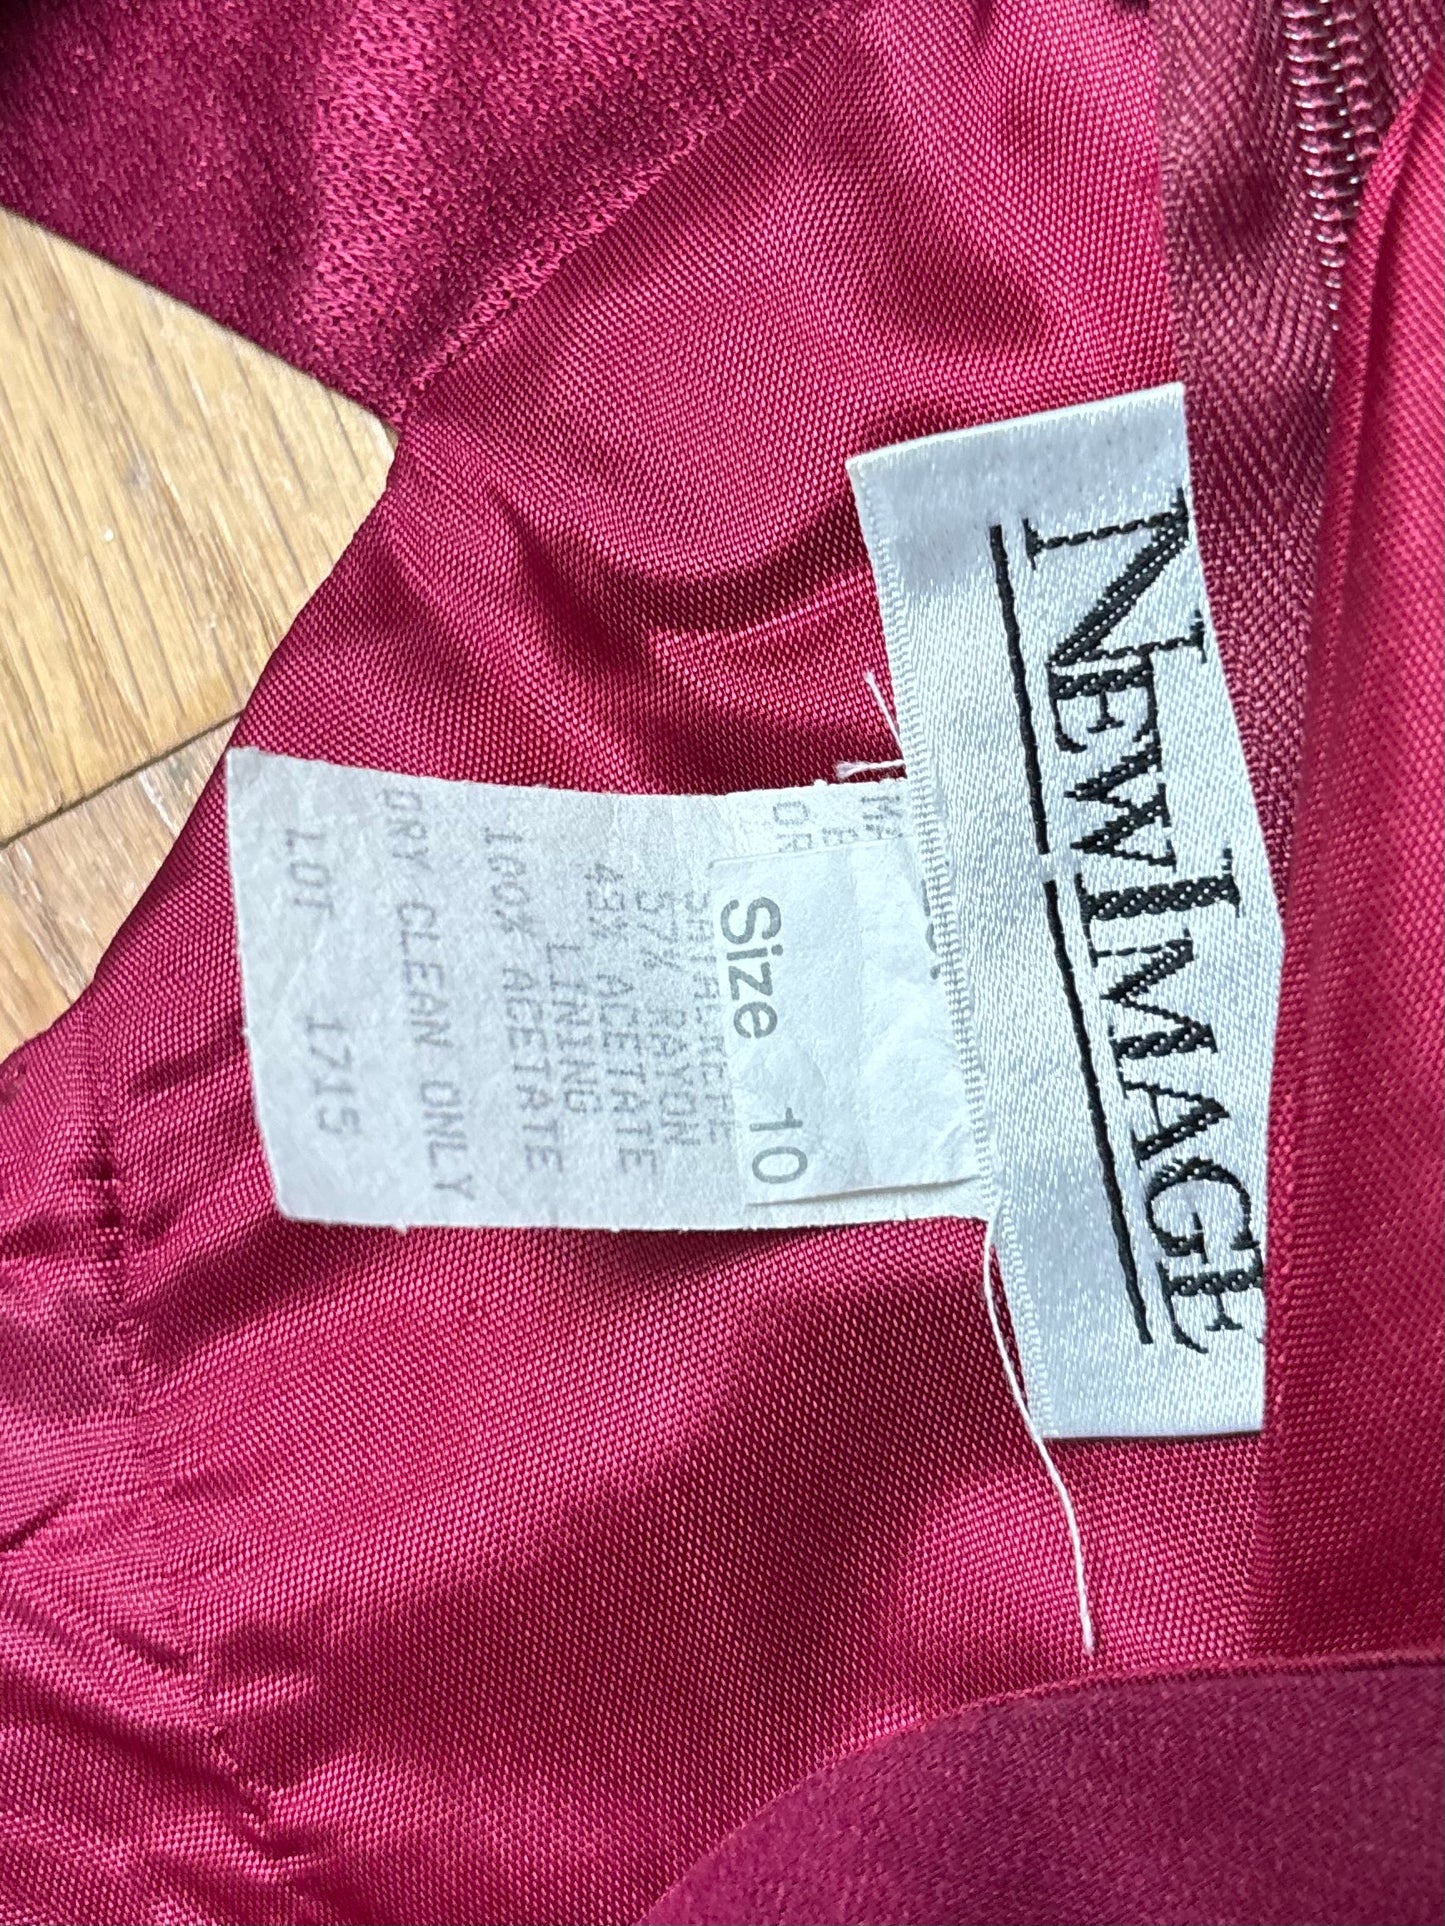 NEW IMAGE
Size 10
57% RAYON
43% ACETATE
LINING
100% ACETATE
DRY CLEAN ONLY
LOT 1715